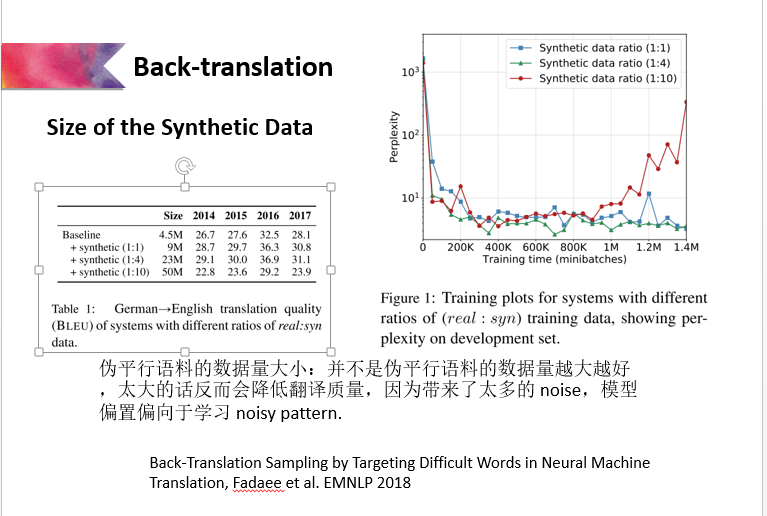 Back-translation
Size of the Synthetic Data
Size 2014 2015 2016 2017
Baseline 4.5M 26.7 27.6 32.5 28.1
+ synthetic (1:1) 9M 28.7 29.7 36.3 30.8
+ synthetic (1:4) 23M 29.1 30.0 36.9 31.1
+ synthetic (1:10) 50M 22.8 23.6 29.2 23.9
Table 1: German→English translation quality
(BLEU) of systems with different ratios of real:syn
data.
Synthetic data ratio (1:1)
Synthetic data ratio (1:4)
Synthetic data ratio (1:10)
Perplexity
10³
10²
10¹
0 200K 400K 600K 800K 1M 1.2M 1.4M
Training time (minibatches)
Figure 1: Training plots for systems with different
ratios of (real : syn) training data, showing per-
plexity on development set.
伪平行语料的数据量大小：并不是伪平行语料的数据量越大越好
，太大的话反而会降低翻译质量，因为带来了太多的 noise，模型
偏置偏向于学习 noisy pattern.
Back-Translation Sampling by Targeting Difficult Words in Neural Machine
Translation, Fadaee et al. EMNLP 2018